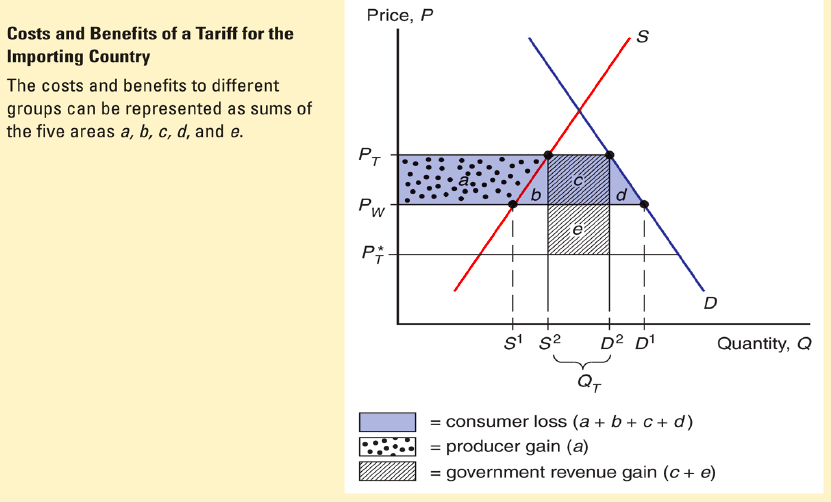 Costs and Benefits of a Tariff for the
Importing Country
The costs and benefits to different
groups can be represented as sums of
the five areas a, b, c, d, and e.
Price, P
S
P_T
a
c
b
d
P_W
e
P_T*
D
S¹ S² D² D¹ Quantity, Q
Q_T
= consumer loss (a + b + c + d)
= producer gain (a)
= government revenue gain (c + e)